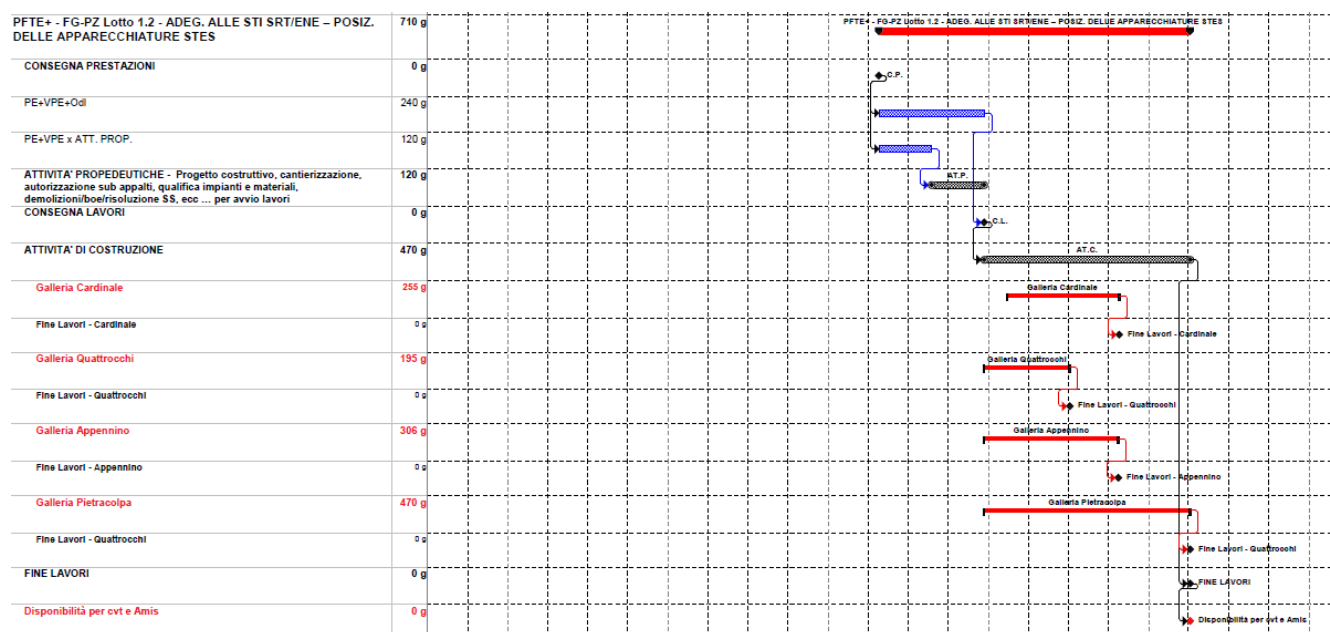 PFTE+ - FG-PZ Lotto 1.2 - ADEG. ALLE STI SRT/ENE – POSIZ. 710 g
DELLE APPARECCHIATURE STES
PFTE+ - FG-PZ Lotto 1.2 - ADEG. ALLE STI SRT/ENE – POSIZ. DELLE APPARECCHIATURE STES
CONSEGNA PRESTAZIONI 0 g
C.P.
PE+VPE+OdI 240 g
PE+VPE x ATT. PROP. 120 g
ATTIVITA' PROPEDEUTICHE - Progetto costruttivo, cantierizzazione, 120 g
autorizzazione sub appalti, qualifica impianti e materiali,
demolizioni/boe/risoluzione SS, ecc ... per avvio lavori
AT.P.
CONSEGNA LAVORI 0 g
C.L.
ATTIVITA' DI COSTRUZIONE 470 g
AT.C.
Galleria Cardinale 255 g
Galleria Cardinale
Fine Lavori - Cardinale 0 g
Fine Lavori - Cardinale
Galleria Quattrocchi 195 g
Galleria Quattrocchi
Fine Lavori - Quattrocchi 0 g
Fine Lavori - Quattrocchi
Galleria Appennino 306 g
Galleria Appennino
Fine Lavori - Appennino 0 g
Fine Lavori - Appennino
Galleria Pietracolpa 470 g
Galleria Pietracolpa
Fine Lavori - Quattrocchi 0 g
Fine Lavori - Quattrocchi
FINE LAVORI 0 g
FINE LAVORI
Disponibilità per cvt e Amis 0 g
Disponibilità per cvt e Amis